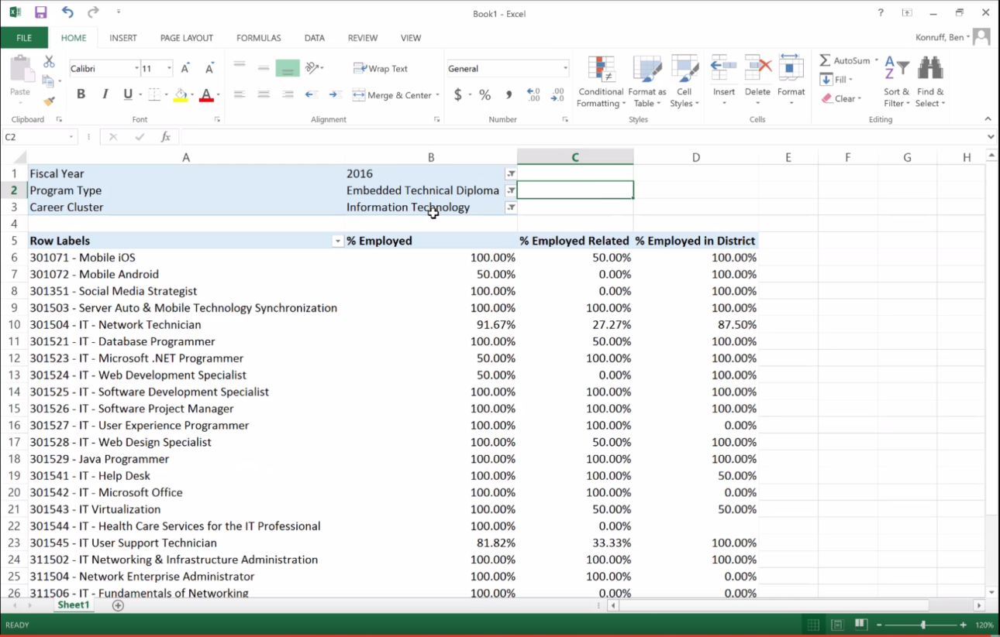 Book1 - Excel
?
FILE HOME INSERT PAGE LAYOUT FORMULAS DATA REVIEW VIEW Konruff, Ben
Calibri 11 Wrap Text General AutoSum
Paste B I U Merge & Center $ % Conditional Formatting Format as Table Cell Styles Insert Delete Format Fill Clear Sort & Filter Find & Select
Clipboard Font Alignment Number Styles Cells Editing
C2 fx
A B C D E F G H
1 Fiscal Year 2016
2 Program Type Embedded Technical Diploma
3 Career Cluster Information Technology
4
5 Row Labels % Employed % Employed Related % Employed in District
6 301071 - Mobile iOS 100.00% 50.00% 100.00%
7 301072 - Mobile Android 50.00% 0.00% 100.00%
8 301351 - Social Media Strategist 100.00% 0.00% 100.00%
9 301503 - Server Auto & Mobile Technology Synchronization 100.00% 100.00% 100.00%
10 301504 - IT - Network Technician 91.67% 27.27% 87.50%
11 301521 - IT - Database Programmer 100.00% 50.00% 100.00%
12 301523 - IT - Microsoft .NET Programmer 50.00% 100.00% 100.00%
13 301524 - IT - Web Development Specialist 50.00% 0.00% 100.00%
14 301525 - IT - Software Development Specialist 100.00% 100.00% 100.00%
15 301526 - IT - Software Project Manager 100.00% 100.00% 100.00%
16 301527 - IT - User Experience Programmer 100.00% 100.00% 0.00%
17 301528 - IT - Web Design Specialist 100.00% 50.00% 100.00%
18 301529 - Java Programmer 100.00% 100.00% 100.00%
19 301541 - IT - Help Desk 100.00% 100.00% 50.00%
20 301542 - IT - Microsoft Office 100.00% 100.00% 0.00%
21 301543 - IT Virtualization 100.00% 50.00% 50.00%
22 301544 - IT - Health Care Services for the IT Professional 100.00% 0.00%
23 301545 - IT User Support Technician 81.82% 33.33% 100.00%
24 311502 - IT Networking & Infrastructure Administration 100.00% 100.00% 100.00%
25 311504 - Network Enterprise Administrator 100.00% 100.00% 0.00%
26 311506 - IT - Fundamentals of Networking 100.00% 0.00% 0.00%
Sheet1
READY 120%